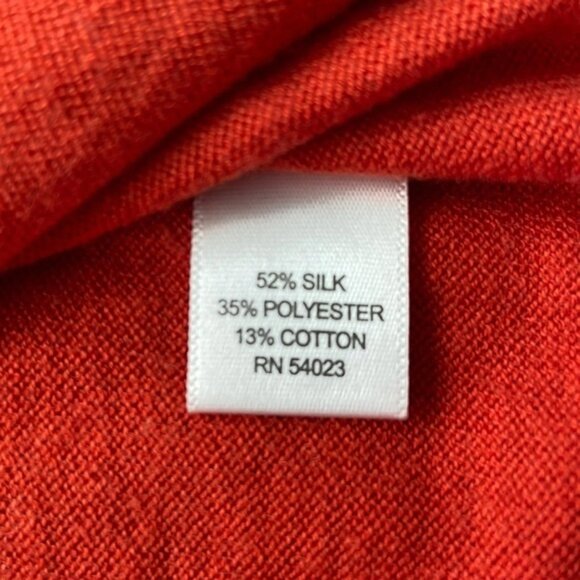 52% SILK
35% POLYESTER
13% COTTON
RN 54023